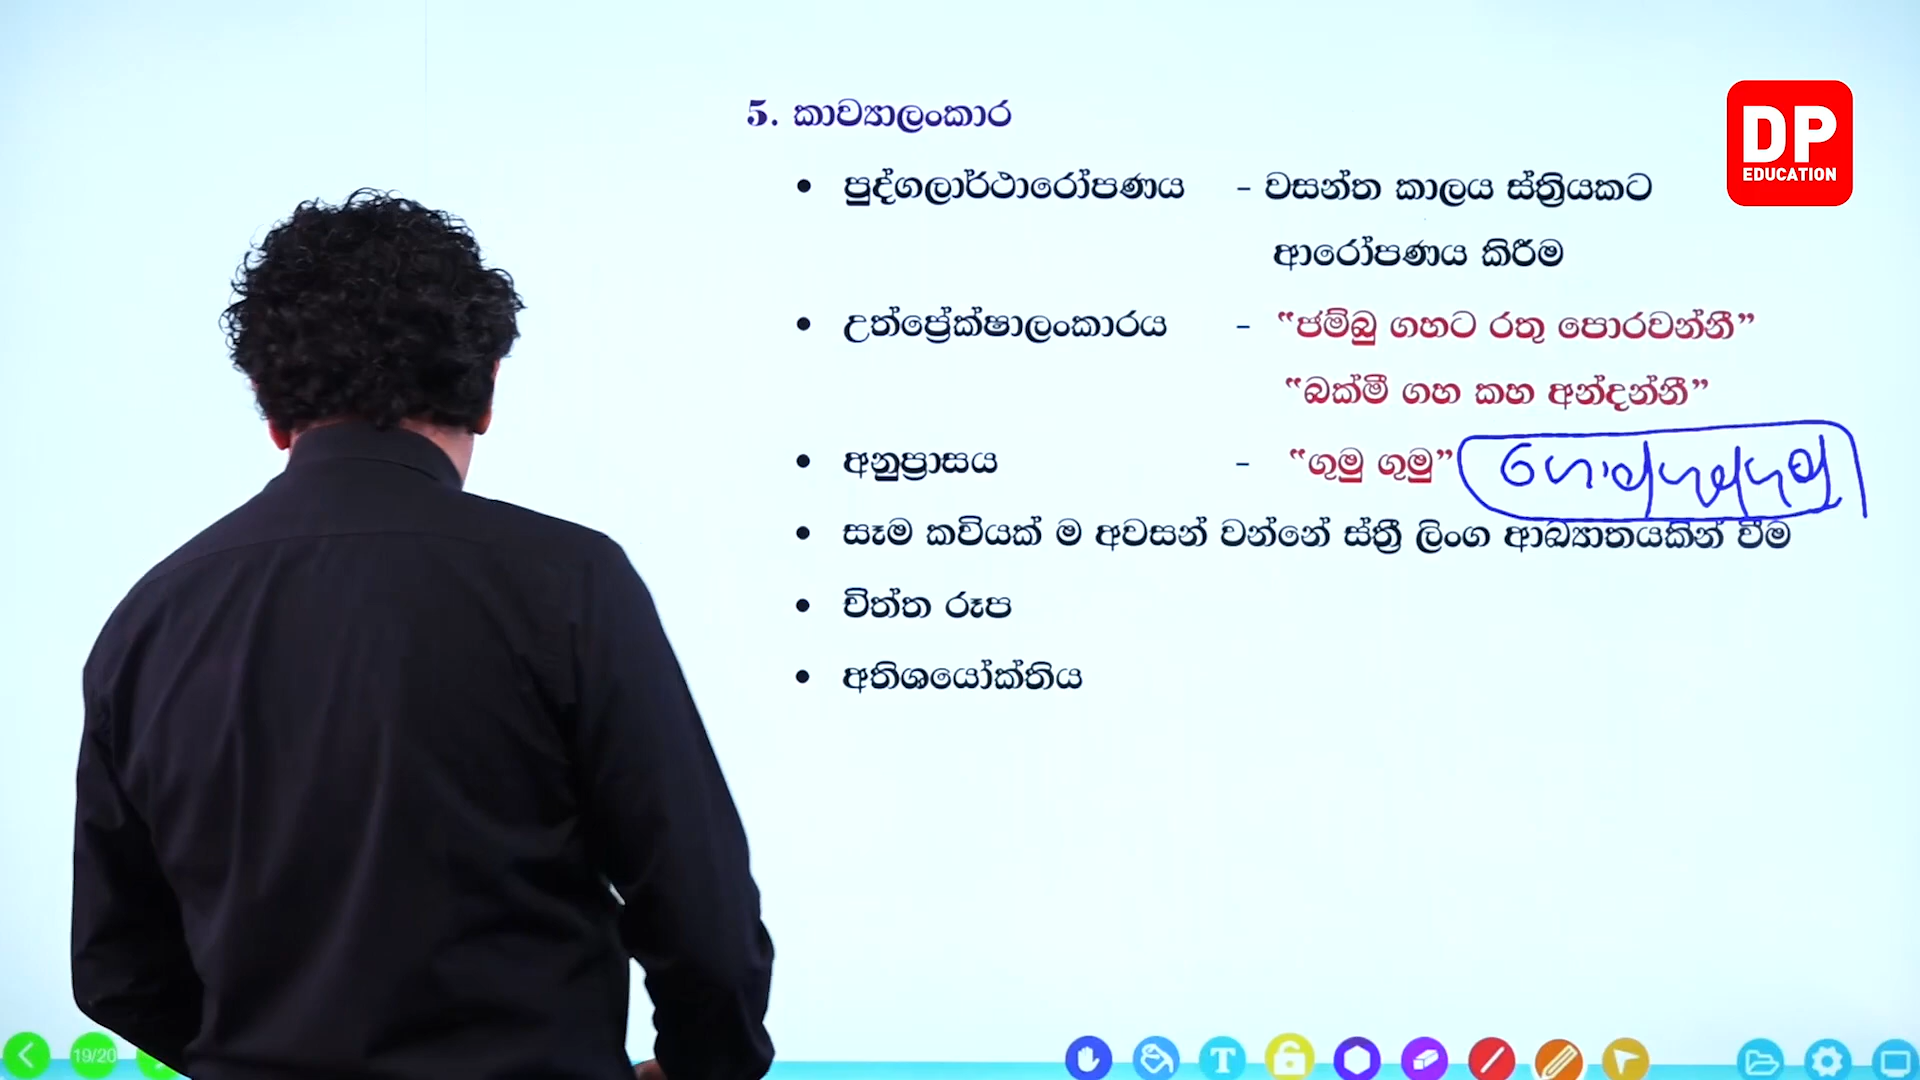 5. කාව්‍යාලංකාර
DP
EDUCATION
• පුද්ගලාර්ථාරෝපණය - වසන්ත කාලය ස්ත්‍රියකට
ආරෝපණය කිරීම
• උත්ප්‍රේක්ෂාලංකාරය - “ජම්බු ගහට රතු පොරවන්නී”
“බක්මී ගහ කහ අන්දන්නී”
• අනුප්‍රාසය - “ගුමු ගුමු”
• සෑම කවියක් ම අවසන් වන්නේ ස්ත්‍රී ලිංග ආඛ්‍යාතයකින් වීම
• චිත්ත රූප
• අතිශයෝක්තිය
19/20
T